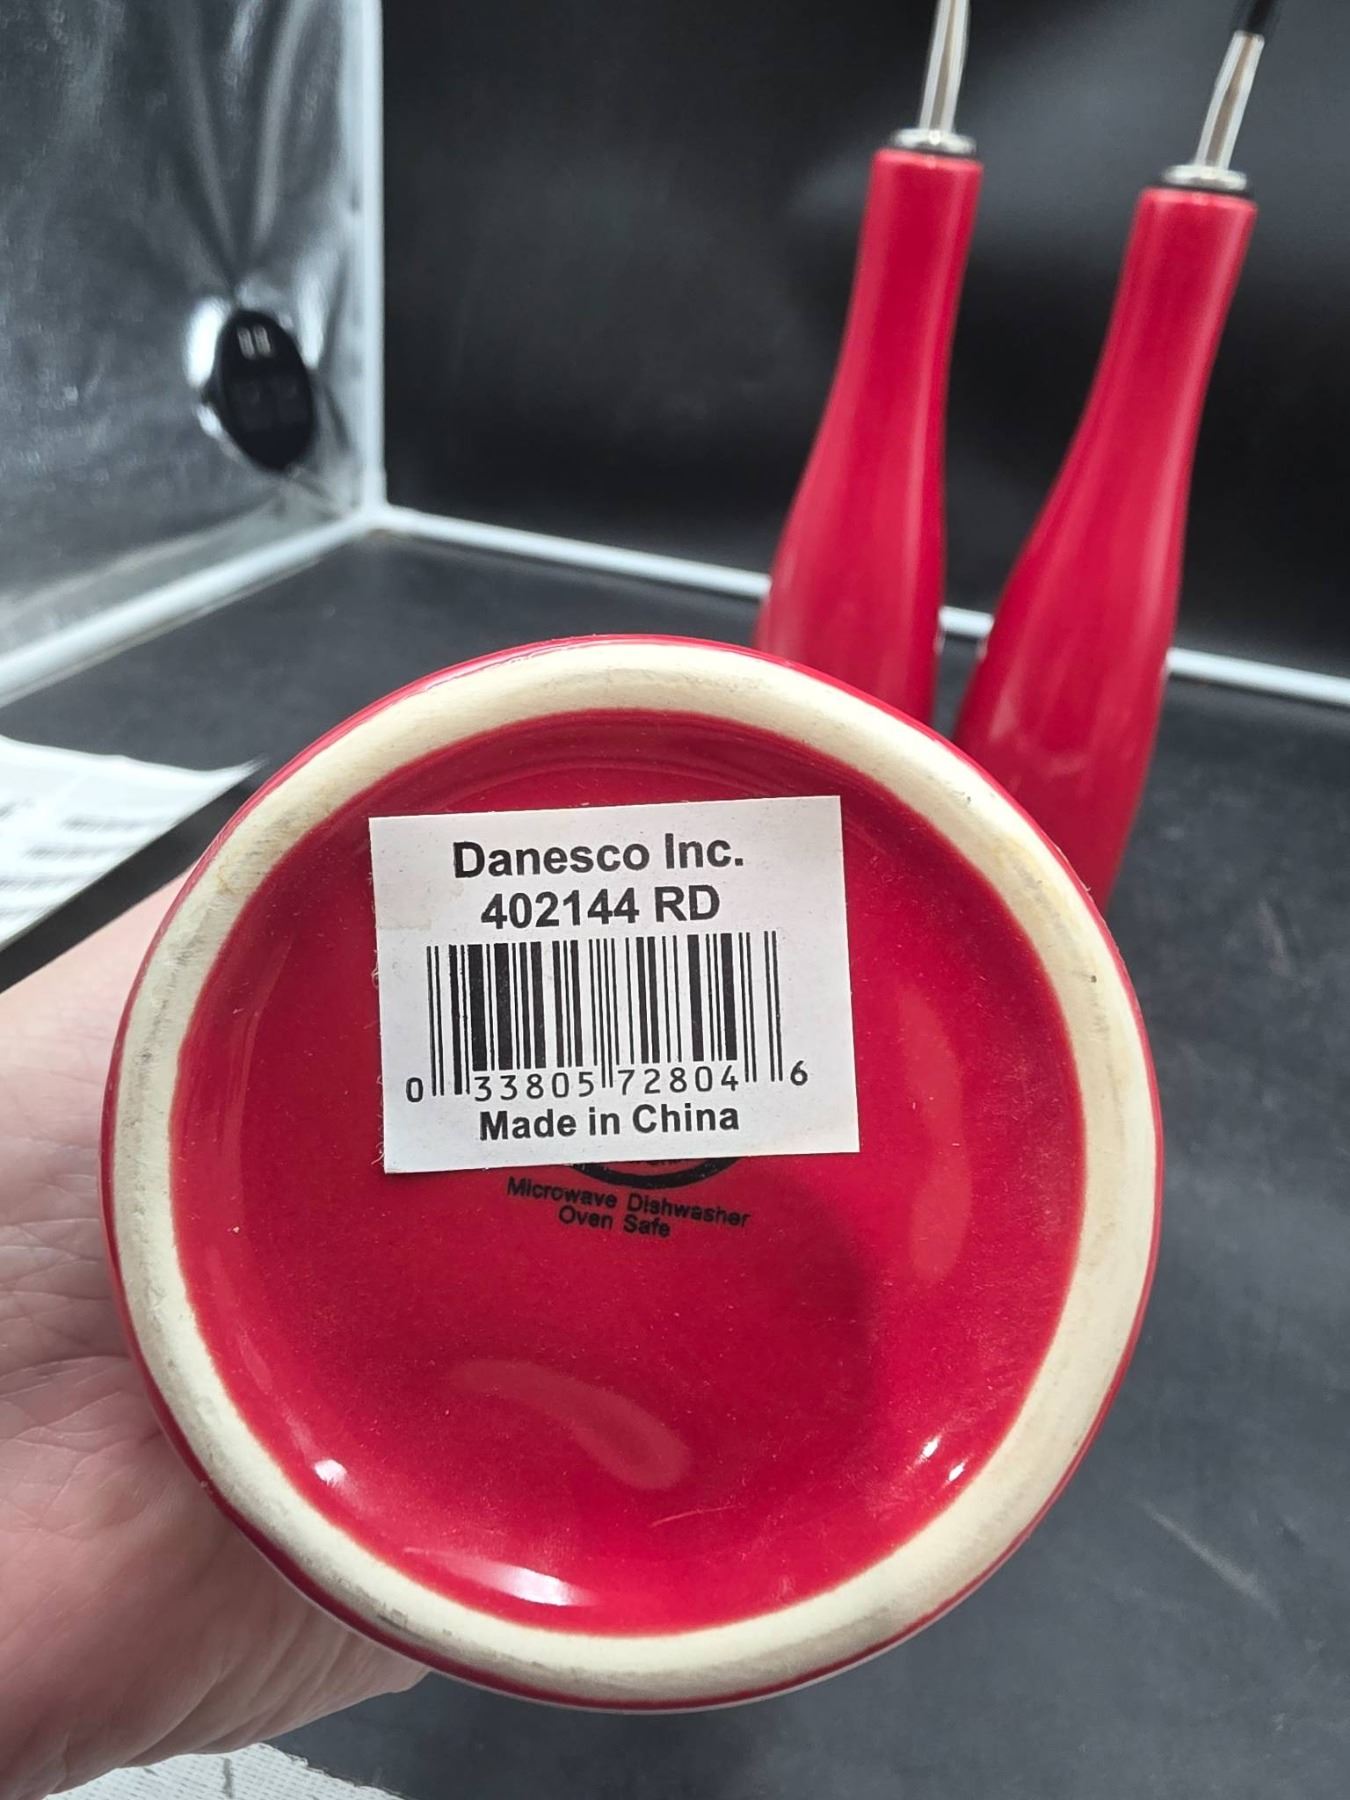 Danesco Inc.
402144 RD
0 33805 72804 6
Made in China
Microwave Dishwasher
Oven Safe